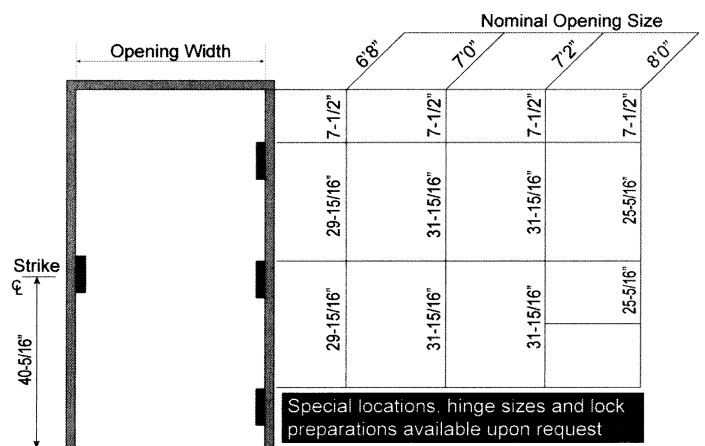 Nominal Opening Size
Opening Width
6'8" 7'0" 7'2" 8'0"
7-1/2" 7-1/2" 7-1/2" 7-1/2"
29-15/16" 31-15/16" 31-15/16" 25-5/16"
Strike
℄
29-15/16" 31-15/16" 31-15/16" 25-5/16"
40-5/16"
Special locations, hinge sizes and lock
preparations available upon request